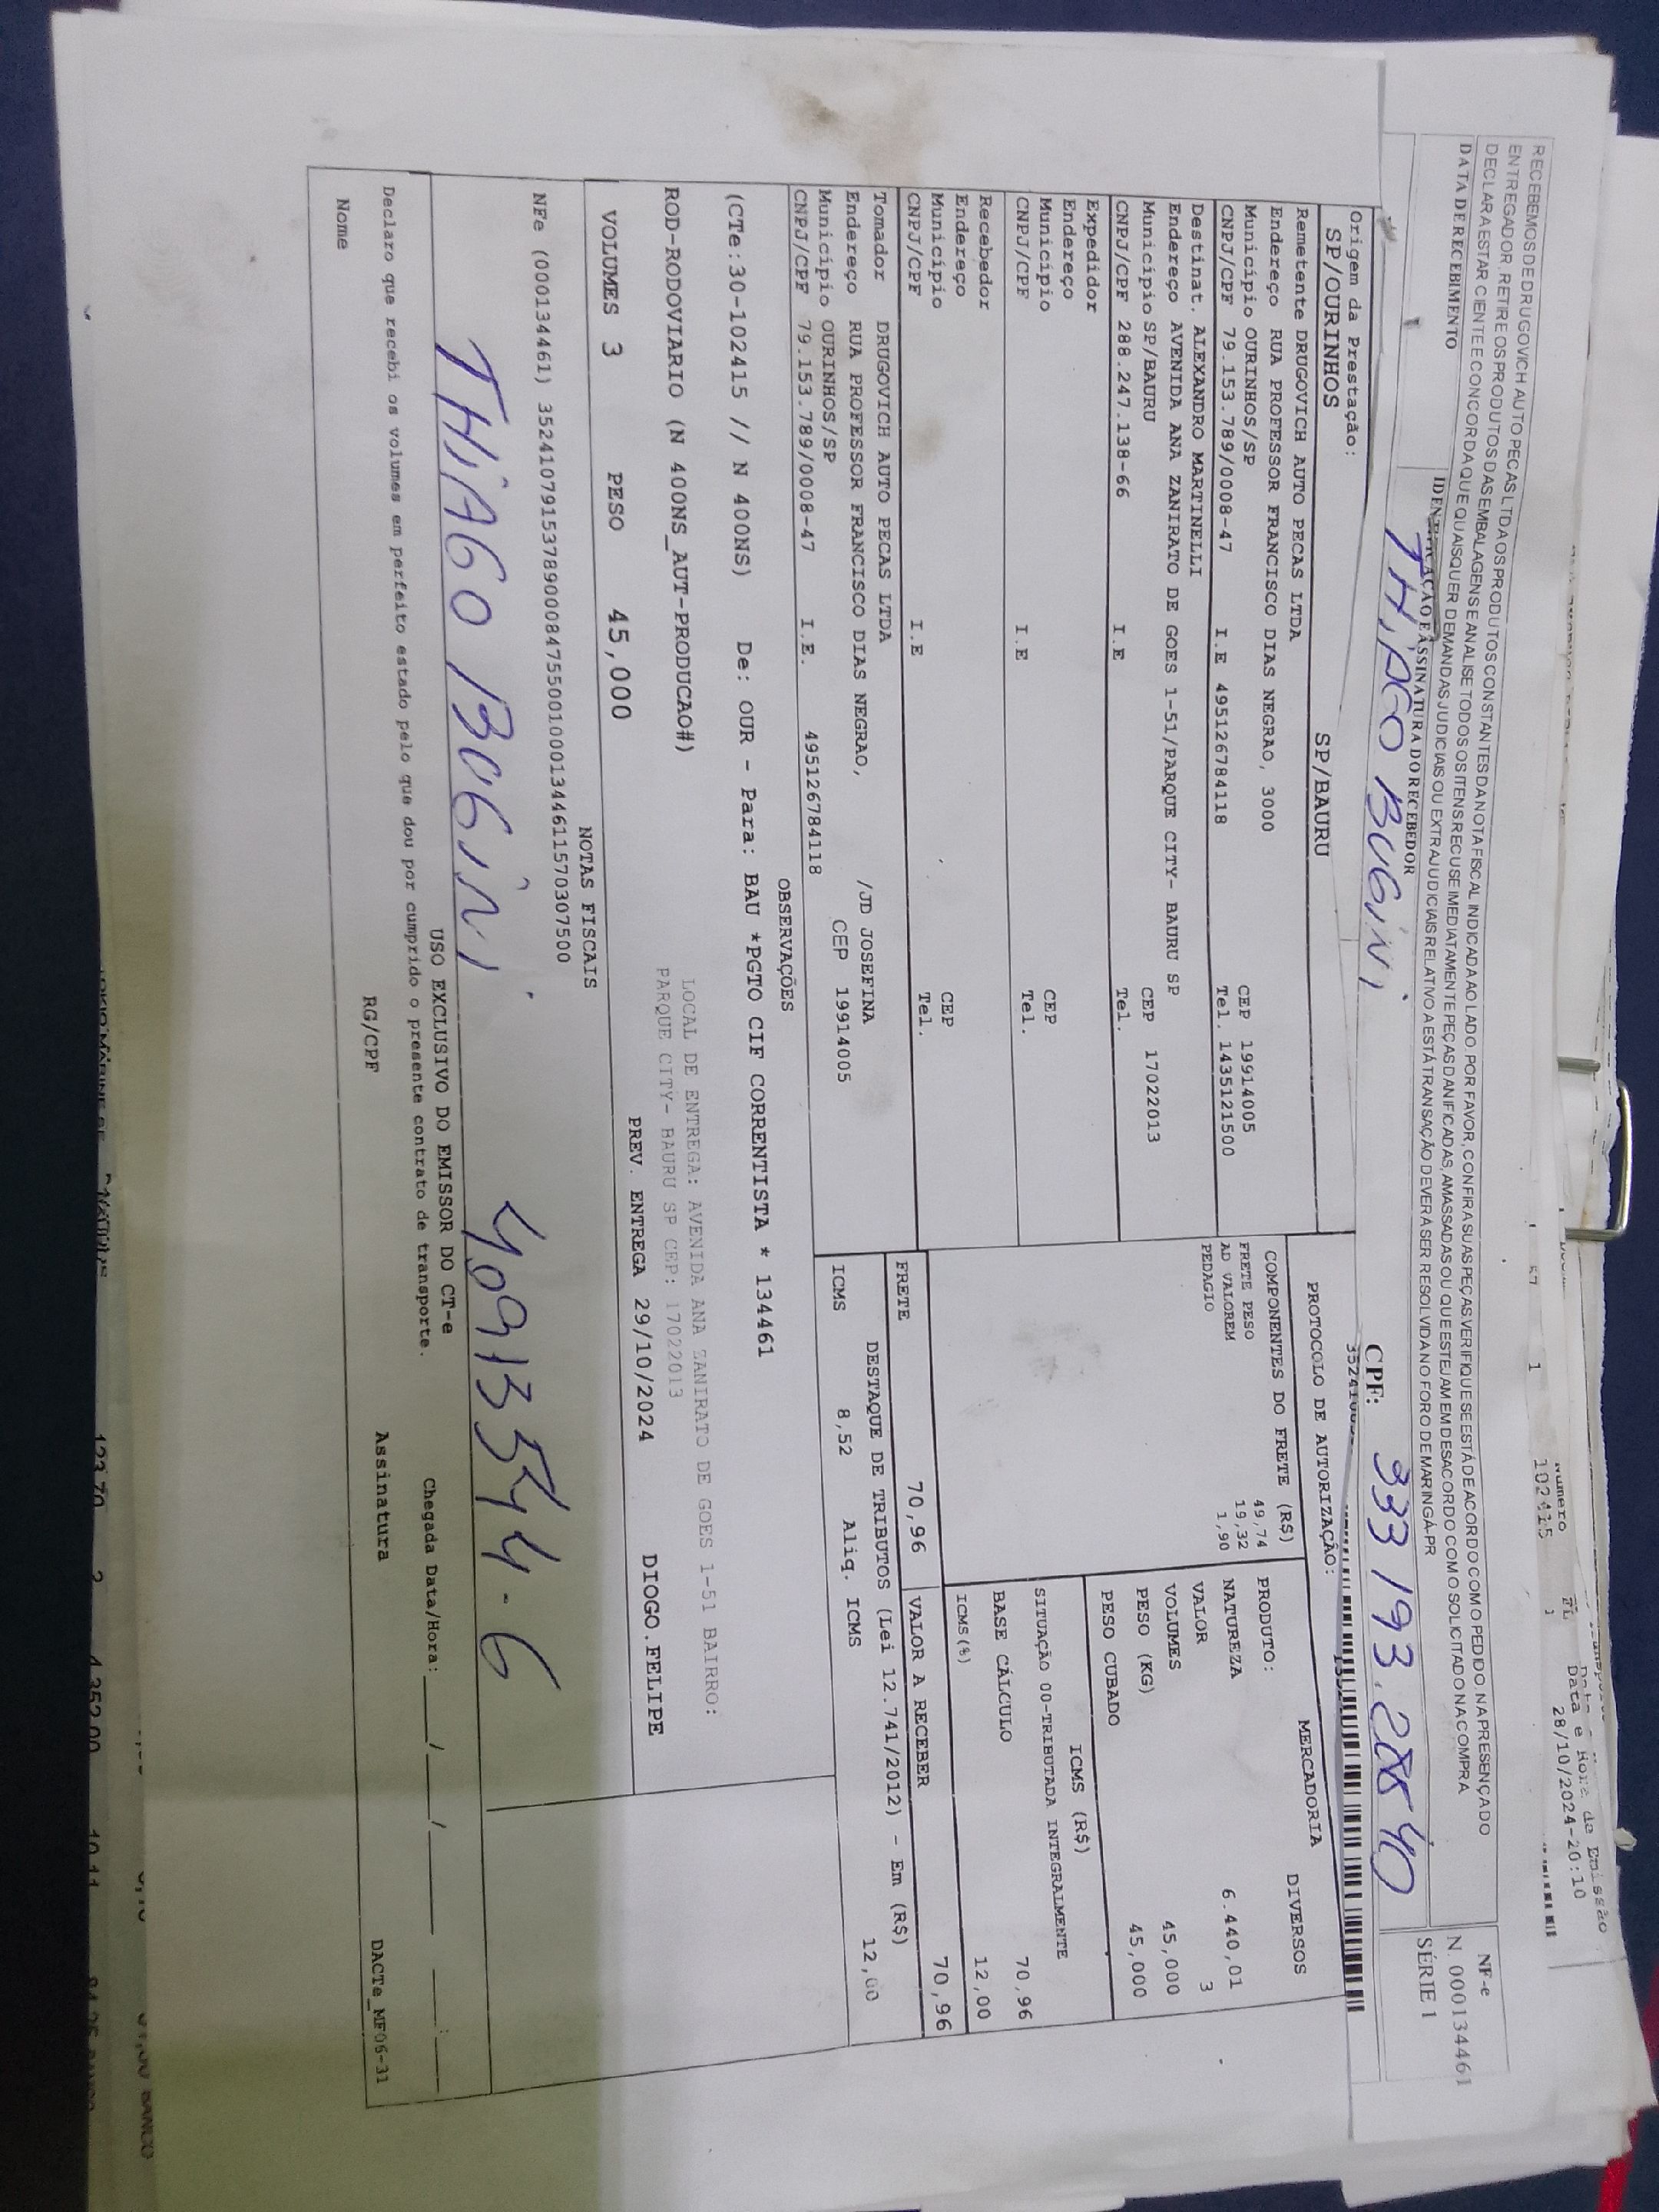 Data e Hora de Emissão
28/10/2024-20:10
FL
1
Numero
102415
57
1
RECEBEMOS DE DRUGOVICH AUTO PECAS LTDA OS PRODUTOS CONSTANTES DA NOTA FISCAL INDICADA AO LADO. POR FAVOR, CONFIRA SUAS PEÇAS VERIFIQUE SE ESTÁ DE ACORDO COM O PEDIDO. NA PRESENÇA DO
ENTREGADOR, RETIRE OS PRODUTOS DAS EMBALAGENS E ANALISE TODOS OS ITENS. RECUSE IMEDIATAMENTE PEÇAS DANIFICADAS, AMASSADAS OU QUE ESTEJAM EM DESACORDO COM O SOLICITADO NA COMPRA.
DECLARA ESTAR CIENTE E CONCORDA QUE QUAISQUER DEMANDAS JUDICIAIS OU EXTRAJUDICIAIS RELATIVO A ESTÁ TRANSAÇÃO DEVERÁ SER RESOLVIDA NO FORO DE MARINGÁ-PR
DATA DE RECEBIMENTO
IDENTIFICAÇÃO E ASSINATURA DO RECEBEDOR
NF-e
N. 000134461
SÉRIE 1
THIAGO BUGINI
CPF: 333 193.288 40
Origem da Prestação:
SP/OURINHOS
SP/BAURU
PROTOCOLO DE AUTORIZAÇÃO:
Remetente DRUGOVICH AUTO PECAS LTDA
Endereço RUA PROFESSOR FRANCISCO DIAS NEGRAO, 3000
Município OURINHOS/SP CEP 19914005
CNPJ/CPF 79.153.789/0008-47 I.E 495126784118 Tel. 1435121500
Destinat. ALEXANDRO MARTINELLI
Endereço AVENIDA ANA ZANIRATO DE GOES 1-51/PARQUE CITY- BAURU SP
Município SP/BAURU CEP 17022013
CNPJ/CPF 288.247.138-66 I.E Tel.
Expedidor
Endereço
Município CEP
CNPJ/CPF I.E Tel.
Recebedor
Endereço
Município CEP
CNPJ/CPF I.E Tel.
Tomador DRUGOVICH AUTO PECAS LTDA
Endereço RUA PROFESSOR FRANCISCO DIAS NEGRAO, /JD JOSEFINA
Município OURINHOS/SP CEP 19914005
CNPJ/CPF 79.153.789/0008-47 I.E. 495126784118
COMPONENTES DO FRETE (R$)
FRETE PESO 49,74
AD VALOREM 19,32
PEDAGIO 1,90
MERCADORIA
PRODUTO: DIVERSOS
NATUREZA
VALOR 6.440,01
VOLUMES 3
PESO (KG) 45,000
PESO CUBADO 45,000
ICMS (R$)
SITUAÇÃO 00-TRIBUTADA INTEGRALMENTE
BASE CÁLCULO 70,96
ICMS(%) 12,00
FRETE 70,96
VALOR A RECEBER 70,96
DESTAQUE DE TRIBUTOS (Lei 12.741/2012) - Em (R$)
ICMS 8,52 Aliq. ICMS 12,00
OBSERVAÇÕES
(CTe:30-102415 // N 400NS) De: OUR - Para: BAU *PGTO CIF CORRENTISTA * 134461
LOCAL DE ENTREGA: AVENIDA ANA ZANIRATO DE GOES 1-51 BAIRRO:
PARQUE CITY- BAURU SP CEP: 17022013
ROD-RODOVIARIO (N 400NS_AUT-PRODUCAO#)
PREV. ENTREGA 29/10/2024 DIOGO.FELIPE
VOLUMES 3 PESO 45,000
NOTAS FISCAIS
NFe (000134461) 35241079153789000847550010001344611570307500
THIAGO BUGINI 40913544-6
USO EXCLUSIVO DO EMISSOR DO CT-e
Declaro que recebi os volumes em perfeito estado pelo que dou por cumprido o presente contrato de transporte.
Chegada Data/Hora: ____/____/______ ____:____
Nome RG/CPF Assinatura
DACTe_MF06-31